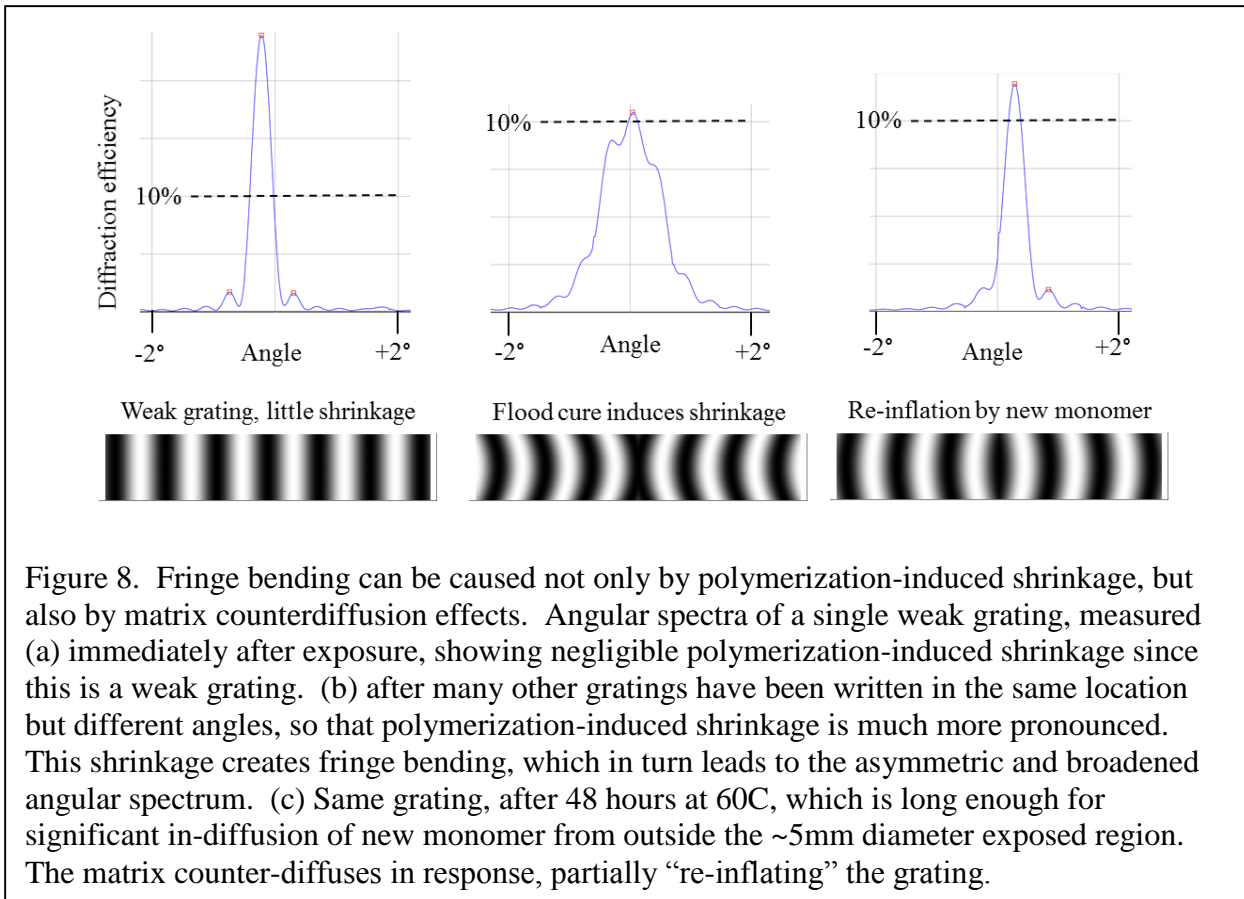 Diffraction efficiency
10%
-2°
Angle
+2°
10%
-2°
Angle
+2°
10%
-2°
Angle
+2°
Weak grating, little shrinkage
Flood cure induces shrinkage
Re-inflation by new monomer
Figure 8.  Fringe bending can be caused not only by polymerization-induced shrinkage, but
also by matrix counterdiffusion effects.  Angular spectra of a single weak grating, measured
(a) immediately after exposure, showing negligible polymerization-induced shrinkage since
this is a weak grating.  (b) after many other gratings have been written in the same location
but different angles, so that polymerization-induced shrinkage is much more pronounced.
This shrinkage creates fringe bending, which in turn leads to the asymmetric and broadened
angular spectrum.  (c) Same grating, after 48 hours at 60C, which is long enough for
significant in-diffusion of new monomer from outside the ~5mm diameter exposed region.
The matrix counter-diffuses in response, partially “re-inflating” the grating.